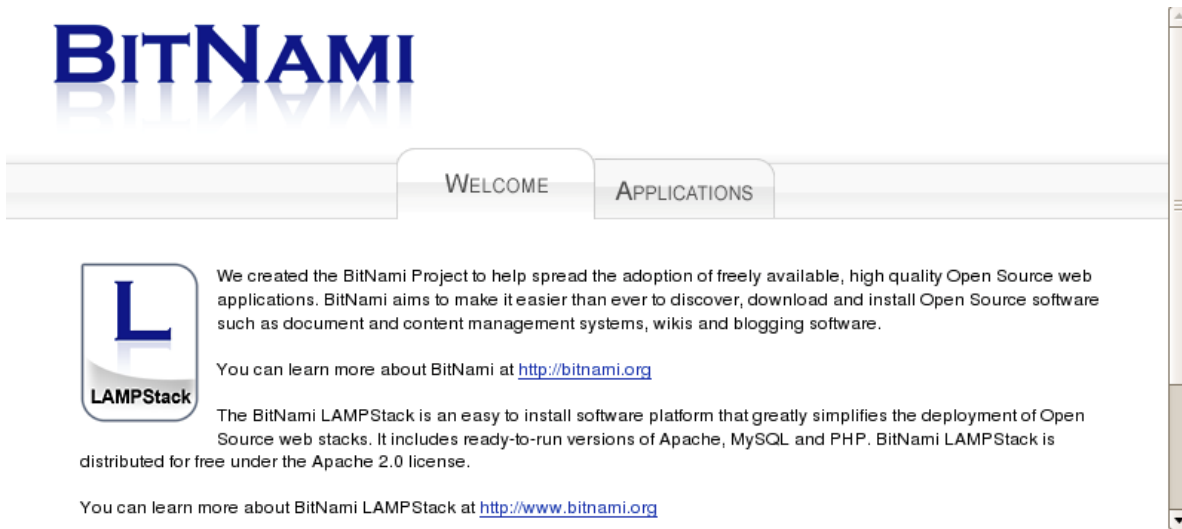 BITNAMI
WELCOME
APPLICATIONS
L
LAMPStack
We created the BitNami Project to help spread the adoption of freely available, high quality Open Source web
applications. BitNami aims to make it easier than ever to discover, download and install Open Source software
such as document and content management systems, wikis and blogging software.
You can learn more about BitNami at http://bitnami.org
The BitNami LAMPStack is an easy to install software platform that greatly simplifies the deployment of Open
Source web stacks. It includes ready-to-run versions of Apache, MySQL and PHP. BitNami LAMPStack is
distributed for free under the Apache 2.0 license.
You can learn more about BitNami LAMPStack at http://www.bitnami.org